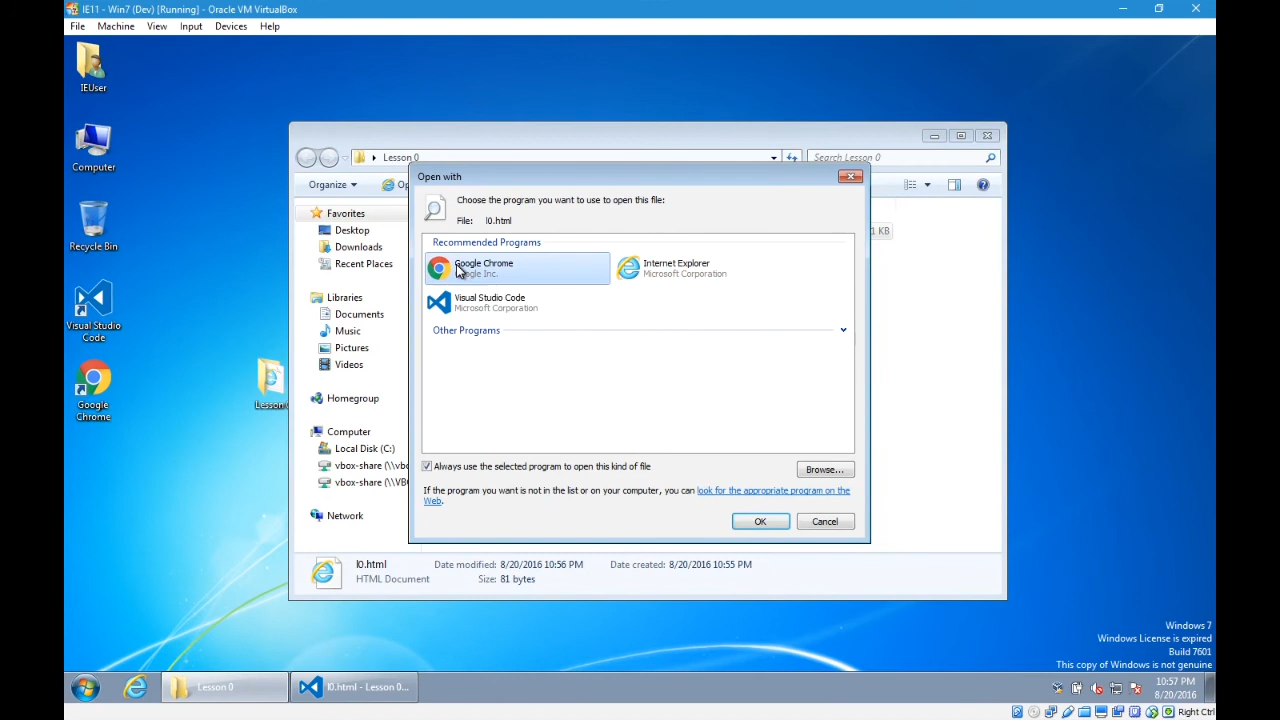 IE11 - Win7 (Dev) [Running] - Oracle VM VirtualBox
File Machine View Input Devices Help
IEUser
Computer
Recycle Bin
Visual Studio
Code
Google
Chrome
Lesson
Lesson 0
Search Lesson 0
Organize
Favorites
Desktop
Downloads
Recent Places
Libraries
Documents
Music
Pictures
Videos
Homegroup
Computer
Local Disk (C:)
vbox-share (\\vbo
vbox-share (\\VBO
Network
1 KB
Open with
Choose the program you want to use to open this file:
File: l0.html
Recommended Programs
Google Chrome
Inc.
Internet Explorer
Microsoft Corporation
Visual Studio Code
Microsoft Corporation
Other Programs
Always use the selected program to open this kind of file
Browse...
If the program you want is not in the list or on your computer, you can look for the appropriate program on the
Web.
OK Cancel
l0.html Date modified: 8/20/2016 10:56 PM Date created: 8/20/2016 10:55 PM
HTML Document Size: 81 bytes
Windows 7
Windows License is expired
Build 7601
This copy of Windows is not genuine
Lesson 0
l0.html - Lesson 0...
10:57 PM
8/20/2016
Right Ctrl